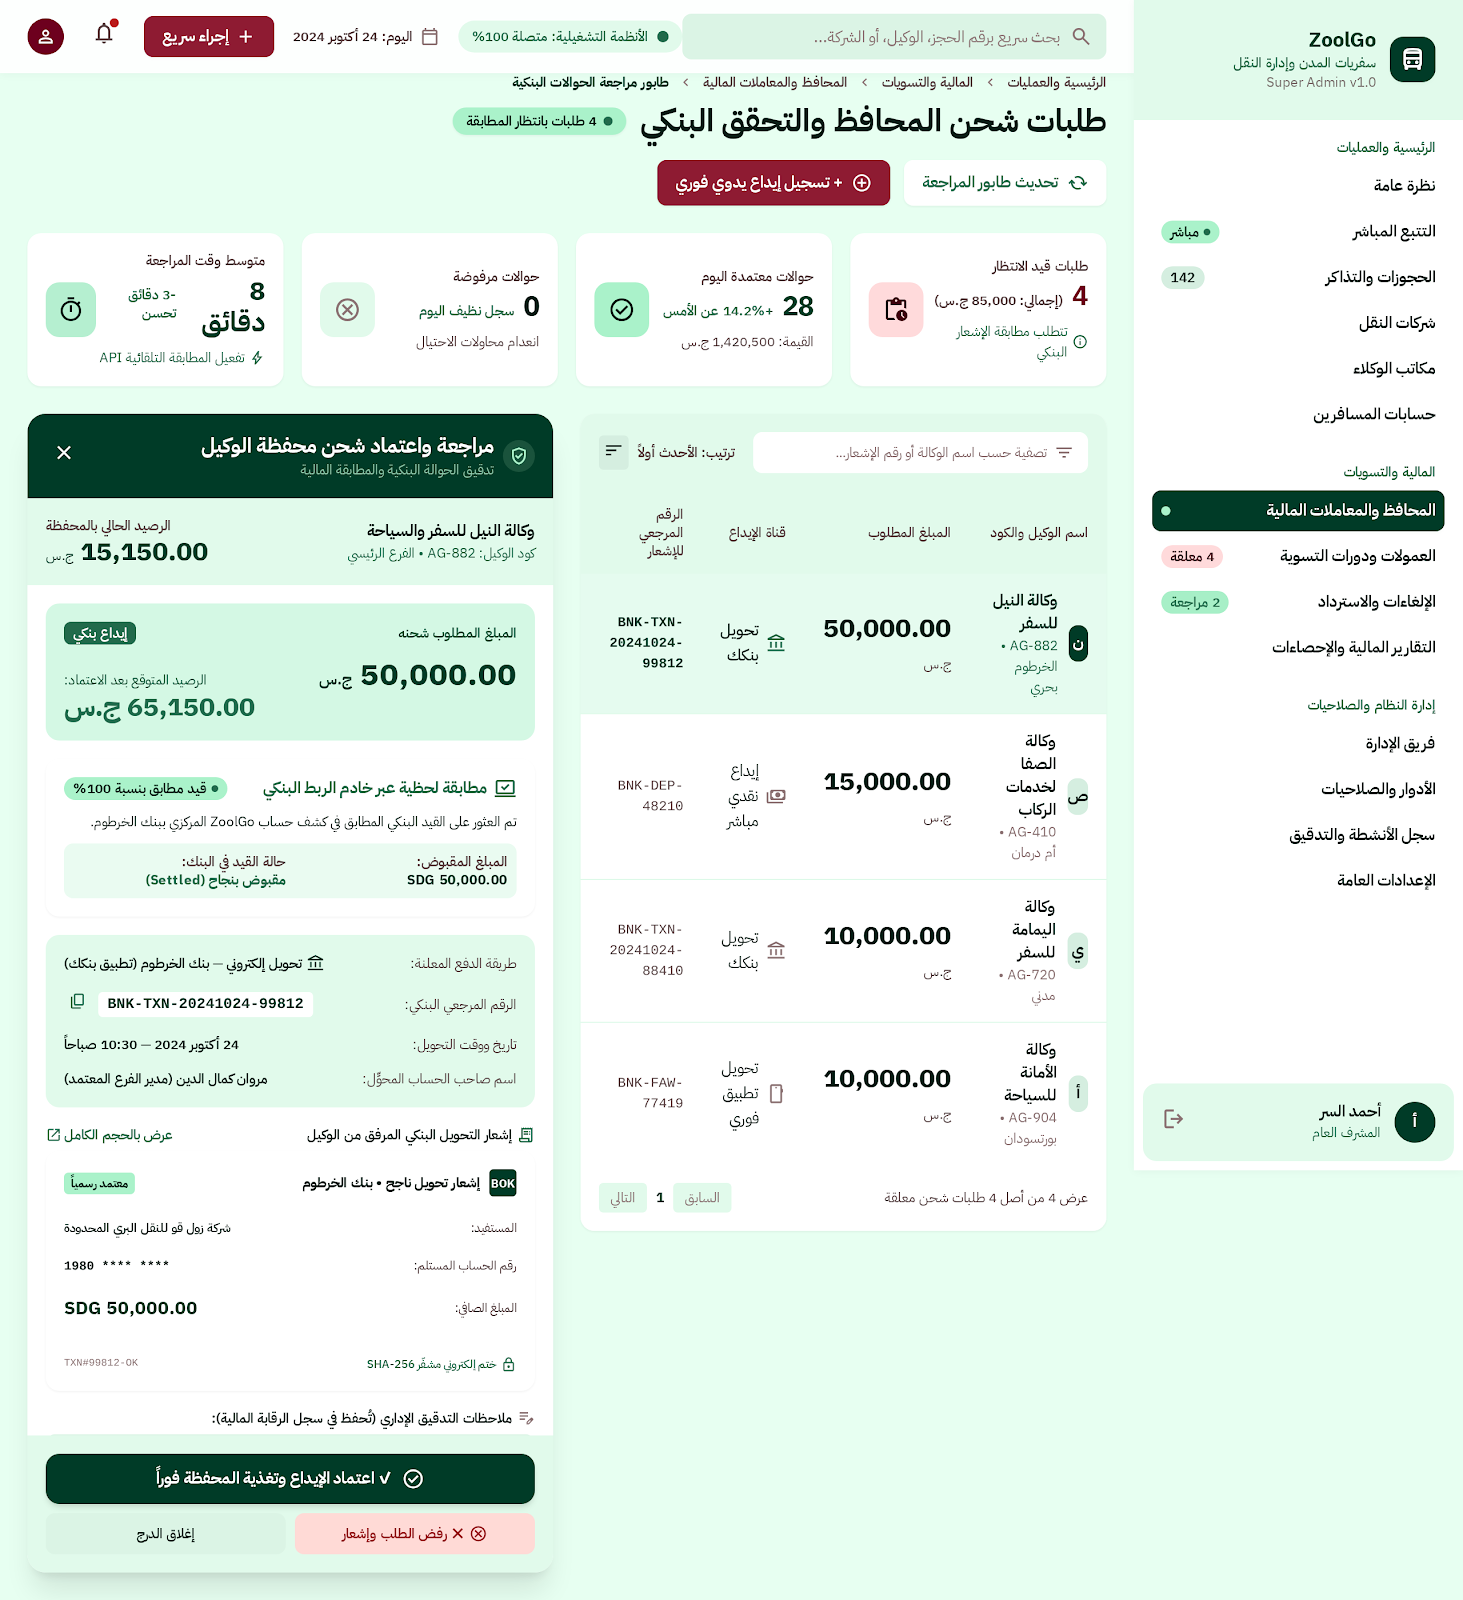 ZoolGo
سفريات المدن وإدارة النقل
Super Admin v1.0
الرئيسية والعمليات
نظرة عامة
التتبع المباشر
مباشر
الحجوزات والتذاكر
142
شركات النقل
مكاتب الوكلاء
حسابات المسافرين
المالية والتسويات
المحافظ والمعاملات المالية
العمولات ودورات التسوية
4 معلقة
الإلغاءات والاسترداد
2 مراجعة
التقارير المالية والإحصاءات
إدارة النظام والصلاحيات
فريق الإدارة
الأدوار والصلاحيات
سجل الأنشطة والتدقيق
الإعدادات العامة
أ
أحمد السر
المشرف العام
بحث سريع برقم الحجز، الوكيل، أو الشركة...
الأنظمة التشغيلية: متصلة 100%
اليوم: 24 أكتوبر 2024
إجراء سريع
الرئيسية والعمليات › المالية والتسويات › المحافظ والمعاملات المالية › طابور مراجعة الحوالات البنكية
طلبات شحن المحافظ والتحقق البنكي
4 طلبات بانتظار المطابقة
تحديث طابور المراجعة
+ تسجيل إيداع يدوي فوري
طلبات قيد الانتظار
4 (إجمالي: 85,000 ج.س)
تتطلب مطابقة الإشعار
البنكي
حوالات معتمدة اليوم
28 +14.2% عن الأمس
القيمة: 1,420,500 ج.س
حوالات مرفوضة
0 سجل نظيف اليوم
انعدام محاولات الاحتيال
متوسط وقت المراجعة
8
دقائق
-3 دقائق
تحسن
تفعيل المطابقة التلقائية API
تصفية حسب اسم الوكالة أو رقم الإشعار...
ترتيب: الأحدث أولاً
اسم الوكيل والكود
المبلغ المطلوب
قناة الإيداع
الرقم
المرجعي
للإشعار
ن
وكالة النيل
للسفر
AG-882 •
الخرطوم
بحري
50,000.00
ج.س
تحويل
بنكك
BNK-TXN-
20241024-
99812
ص
وكالة
الصفا
لخدمات
الركاب
AG-410 •
أم درمان
15,000.00
ج.س
إيداع
نقدي
مباشر
BNK-DEP-
48210
ي
وكالة
اليمامة
للسفر
AG-720 •
مدني
10,000.00
ج.س
تحويل
بنكك
BNK-TXN-
20241024-
88410
أ
وكالة
الأمانة
للسياحة
AG-904 •
بورتسودان
10,000.00
ج.س
تحويل
تطبيق
فوري
BNK-FAW-
77419
عرض 4 من أصل 4 طلبات شحن معلقة
السابق
1
التالي
مراجعة واعتماد شحن محفظة الوكيل
تدقيق الحوالة البنكية والمطابقة المالية
وكالة النيل للسفر والسياحة
كود الوكيل: AG-882 • الفرع الرئيسي
الرصيد الحالي بالمحفظة
15,150.00 ج.س
المبلغ المطلوب شحنه
إيداع بنكي
50,000.00 ج.س
الرصيد المتوقع بعد الاعتماد:
65,150.00 ج.س
مطابقة لحظية عبر خادم الربط البنكي
قيد مطابق بنسبة 100%
تم العثور على القيد البنكي المطابق في كشف حساب ZoolGo المركزي ببنك الخرطوم.
المبلغ المقبوض:
SDG 50,000.00
حالة القيد في البنك:
مقبوض بنجاح (Settled)
طريقة الدفع المعلنة:
تحويل إلكتروني — بنك الخرطوم (تطبيق بنكك)
الرقم المرجعي البنكي:
BNK-TXN-20241024-99812
تاريخ ووقت التحويل:
24 أكتوبر 2024 — 10:30 صباحاً
اسم صاحب الحساب المحوّل:
مروان كمال الدين (مدير الفرع المعتمد)
إشعار التحويل البنكي المرفق من الوكيل
عرض بالحجم الكامل
BOK
إشعار تحويل ناجح • بنك الخرطوم
معتمد رسمياً
المستفيد:
شركة زول قو للنقل البري المحدودة
رقم الحساب المستلم:
1980 **** ****
المبلغ الصافي:
SDG 50,000.00
ختم إلكتروني مشفّر SHA-256
TXN#99812-OK
ملاحظات التدقيق الإداري (تُحفظ في سجل الرقابة المالية):
✓ اعتماد الإيداع وتغذية المحفظة فوراً
✕ رفض الطلب وإشعار
إغلاق الدرج